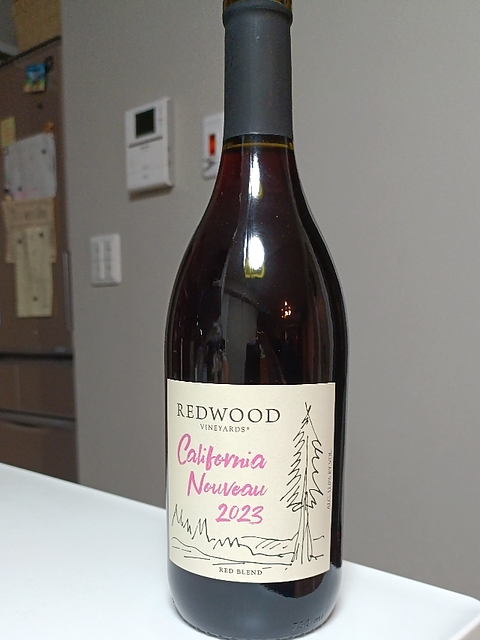 REDWOOD
VINEYARDS®
California
Nouveau
2023
RED BLEND